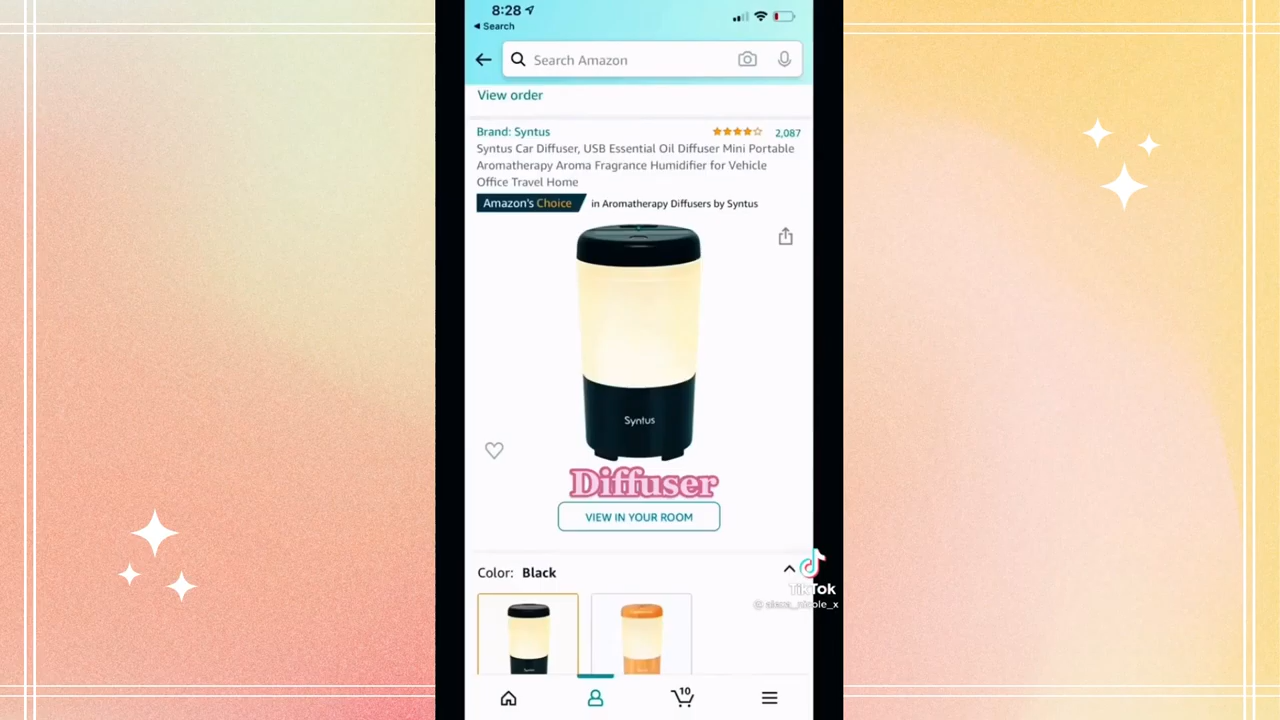 8:28
Search
Search Amazon
View order
Brand: Syntus
2,087
Syntus Car Diffuser, USB Essential Oil Diffuser Mini Portable
Aromatherapy Aroma Fragrance Humidifier for Vehicle
Office Travel Home
Amazon's Choice in Aromatherapy Diffusers by Syntus
Syntus
Diffuser
VIEW IN YOUR ROOM
Color: Black
TikTok
10